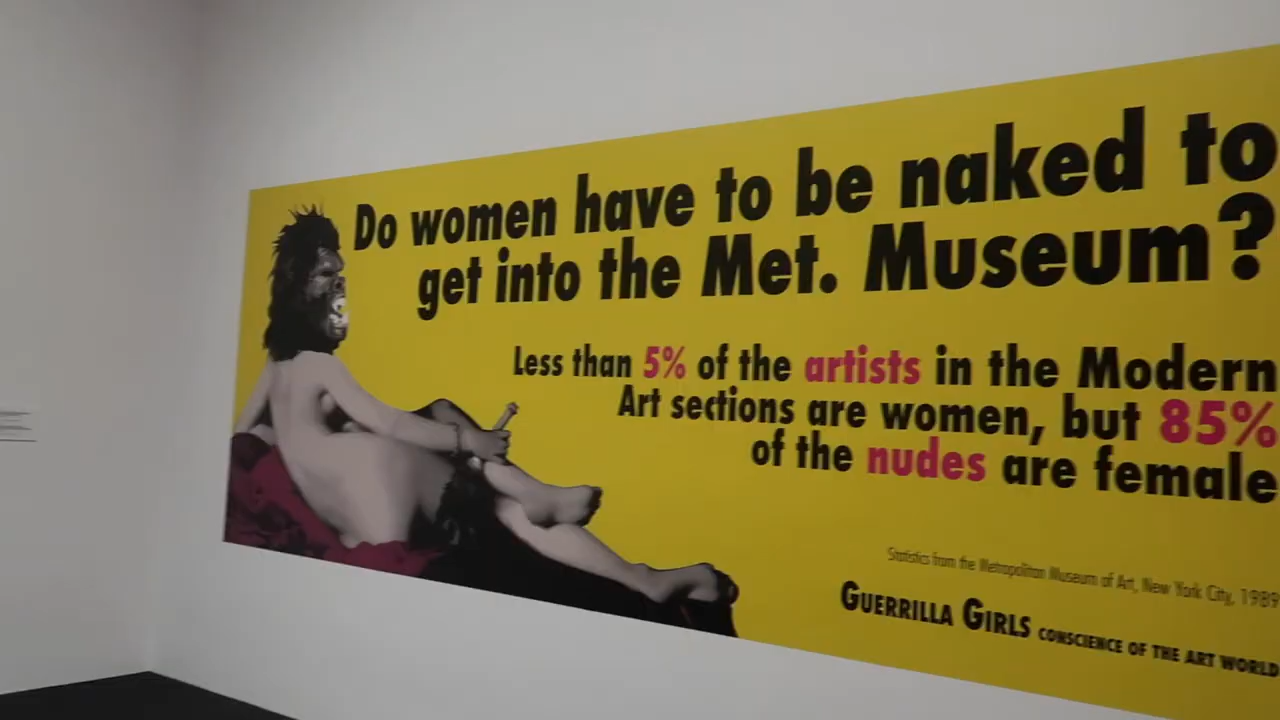 Do women have to be naked to
get into the Met. Museum?
Less than 5% of the artists in the Modern
Art sections are women, but 85%
of the nudes are female
Statistics from the Metropolitan Museum of Art, New York City, 1989
GUERRILLA GIRLS CONSCIENCE OF THE ART WORLD